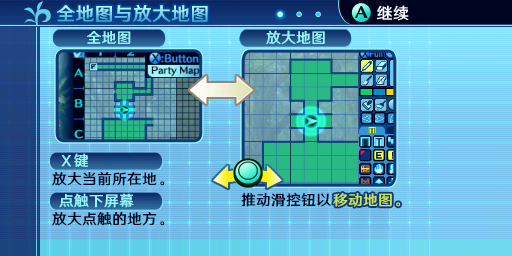 全地图与放大地图
A 继续
全地图
放大地图
1 2
X:Button
Party Map
A
B
C
X键
放大当前所在地。
点触下屏幕
放大点触的地方。
推动滑控钮以移动地图。